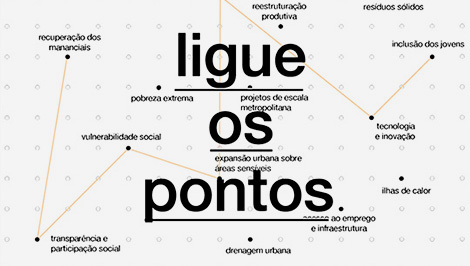 reestruturação
produtiva
resíduos sólidos
recuperação dos
mananciais
inclusão dos jovens
ligue
pobreza extrema
projetos de escala
metropolitana
os
tecnologia
e inovação
vulnerabilidade social
expansão urbana sobre
áreas sensíveis
pontos.
ilhas de calor
acesso ao emprego
e infraestrutura
transparência e
participação social
drenagem urbana